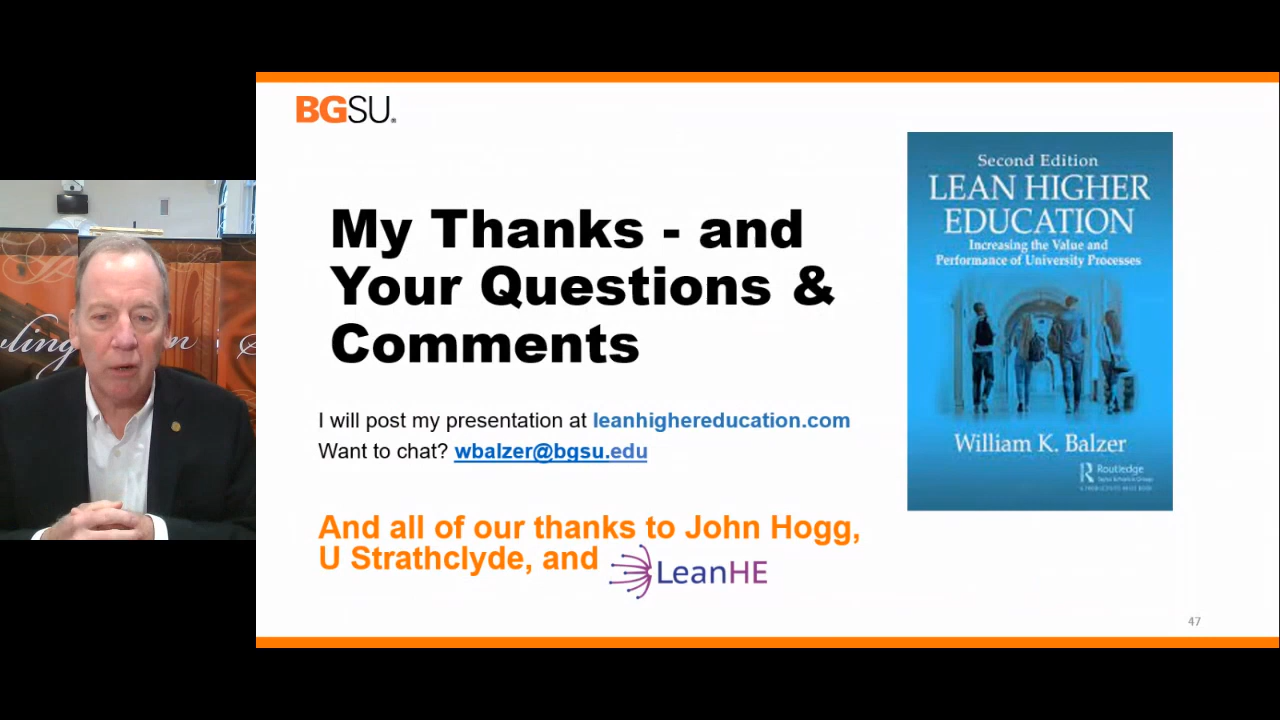 BGSU®
My Thanks - and
Your Questions &
Comments
I will post my presentation at leanhighereducation.com
Want to chat? wbalzer@bgsu.edu
And all of our thanks to John Hogg,
U Strathclyde, and LeanHE
Second Edition
LEAN HIGHER
EDUCATION
Increasing the Value and
Performance of University Processes
William K. Balzer
Routledge
47